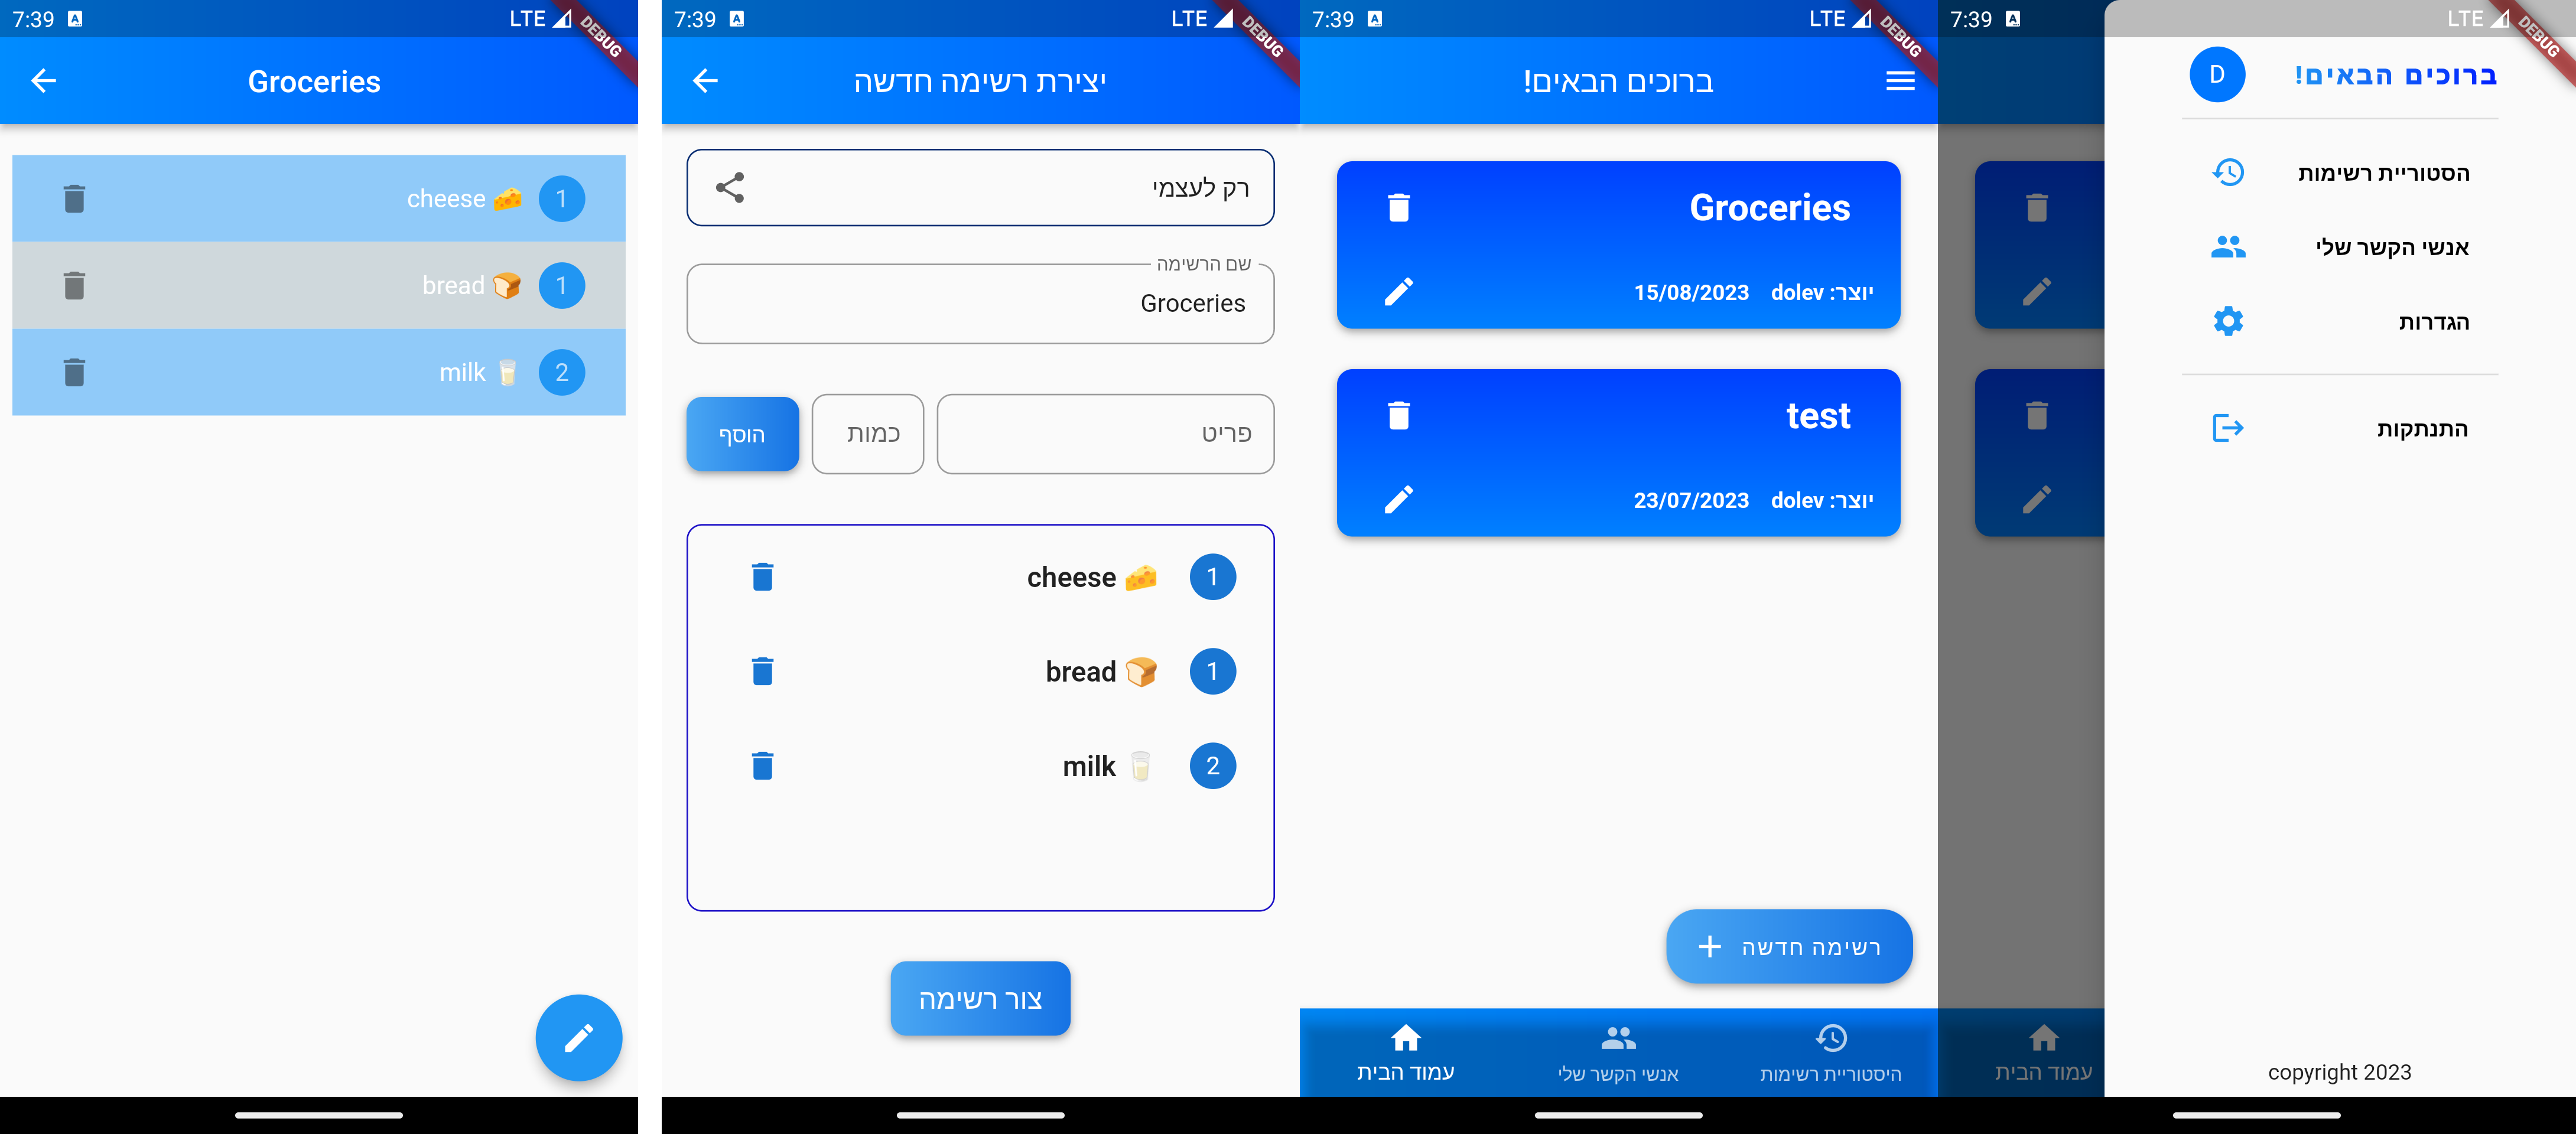 7:39
LTE
DEBUG
Groceries
1 🧀 cheese
1 🍞 bread
2 🥛 milk
7:39
LTE
DEBUG
יצירת רשימה חדשה
רק לעצמי
שם הרשימה
Groceries
פריט
כמות
הוסף
1 🧀 cheese
1 🍞 bread
2 🥛 milk
צור רשימה
7:39
LTE
DEBUG
ברוכים הבאים!
Groceries
יוצר: dolev 15/08/2023
test
יוצר: dolev 23/07/2023
רשימה חדשה
היסטוריית רשימות
אנשי הקשר שלי
עמוד הבית
7:39
LTE
DEBUG
ברוכים הבאים!
D
הסטוריית רשימות
אנשי הקשר שלי
הגדרות
התנתקות
עמוד הבית
copyright 2023